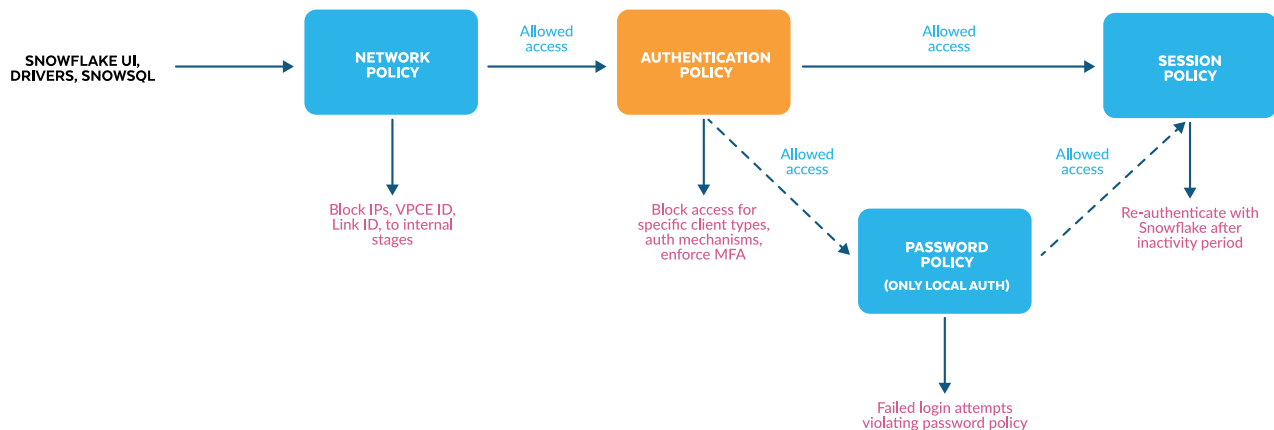 SNOWFLAKE UI,
DRIVERS, SNOWSQL
NETWORK
POLICY
Allowed
access
AUTHENTICATION
POLICY
Allowed
access
SESSION
POLICY
Block IPs, VPCE ID,
Link ID, to internal
stages
Block access for
specific client types,
auth mechanisms,
enforce MFA
Allowed
access
PASSWORD
POLICY
(ONLY LOCAL AUTH)
Allowed
access
Re-authenticate with
Snowflake after
inactivity period
Failed login attempts
violating password policy